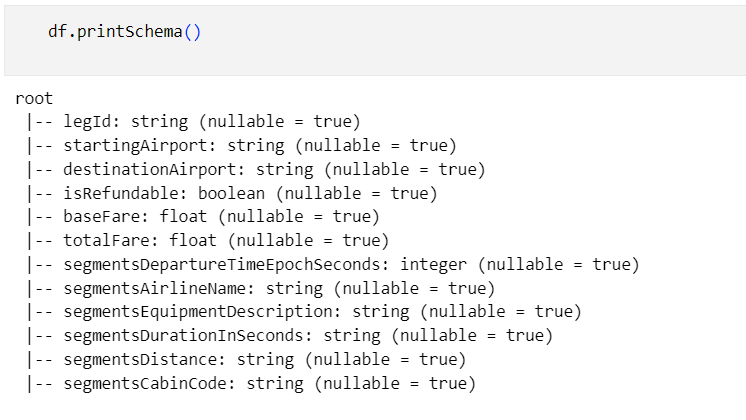 df.printSchema()
root
|-- legId: string (nullable = true)
|-- startingAirport: string (nullable = true)
|-- destinationAirport: string (nullable = true)
|-- isRefundable: boolean (nullable = true)
|-- baseFare: float (nullable = true)
|-- totalFare: float (nullable = true)
|-- segmentsDepartureTimeEpochSeconds: integer (nullable = true)
|-- segmentsAirlineName: string (nullable = true)
|-- segmentsEquipmentDescription: string (nullable = true)
|-- segmentsDurationInSeconds: string (nullable = true)
|-- segmentsDistance: string (nullable = true)
|-- segmentsCabinCode: string (nullable = true)